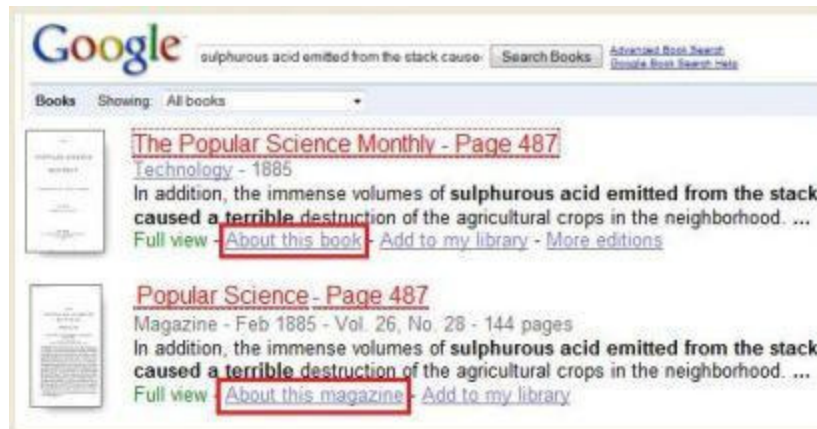 Google sulphurous acid emitted from the stack cause Search Books Advanced Book Search
Google Book Search Help
Books Showing: All books
The Popular Science Monthly - Page 487
Technology - 1885
In addition, the immense volumes of sulphurous acid emitted from the stack
caused a terrible destruction of the agricultural crops in the neighborhood. ...
Full view - About this book - Add to my library - More editions
Popular Science - Page 487
Magazine - Feb 1885 - Vol. 26, No. 28 - 144 pages
In addition, the immense volumes of sulphurous acid emitted from the stack
caused a terrible destruction of the agricultural crops in the neighborhood. ...
Full view - About this magazine - Add to my library